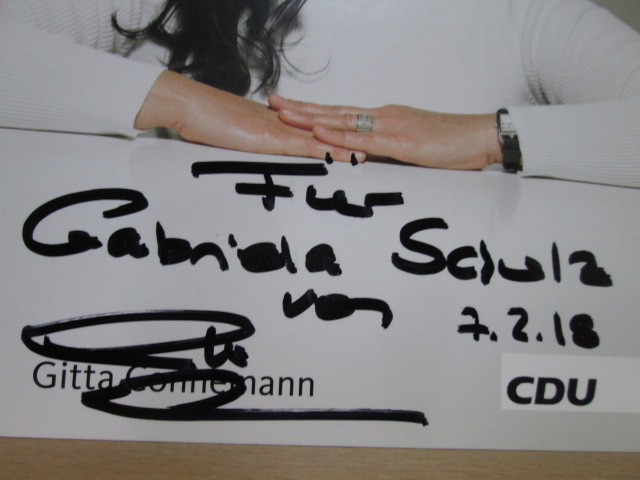 Für
Gabriela Schulz
von
7.2.18
Gitta Connemann
CDU